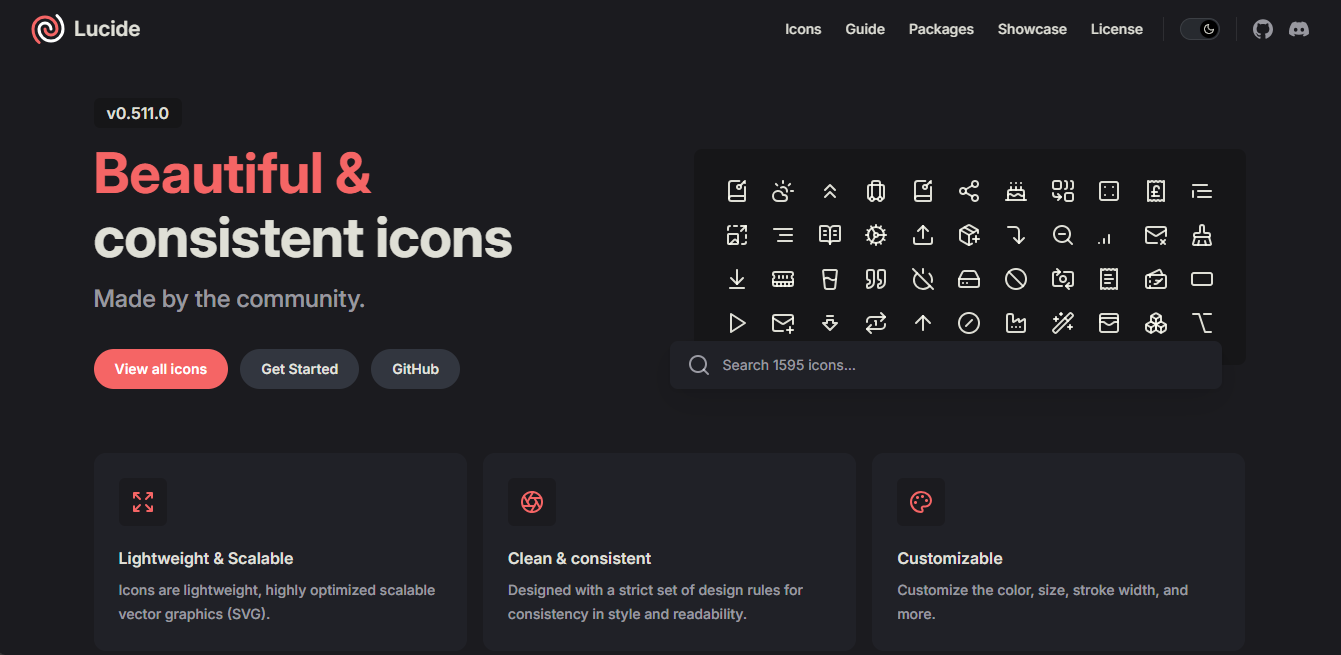 Lucide
Icons
Guide
Packages
Showcase
License
v0.511.0
Beautiful &
consistent icons
Made by the community.
View all icons
Get Started
GitHub
Search 1595 icons...
Lightweight & Scalable
Icons are lightweight, highly optimized scalable
vector graphics (SVG).
Clean & consistent
Designed with a strict set of design rules for
consistency in style and readability.
Customizable
Customize the color, size, stroke width, and
more.